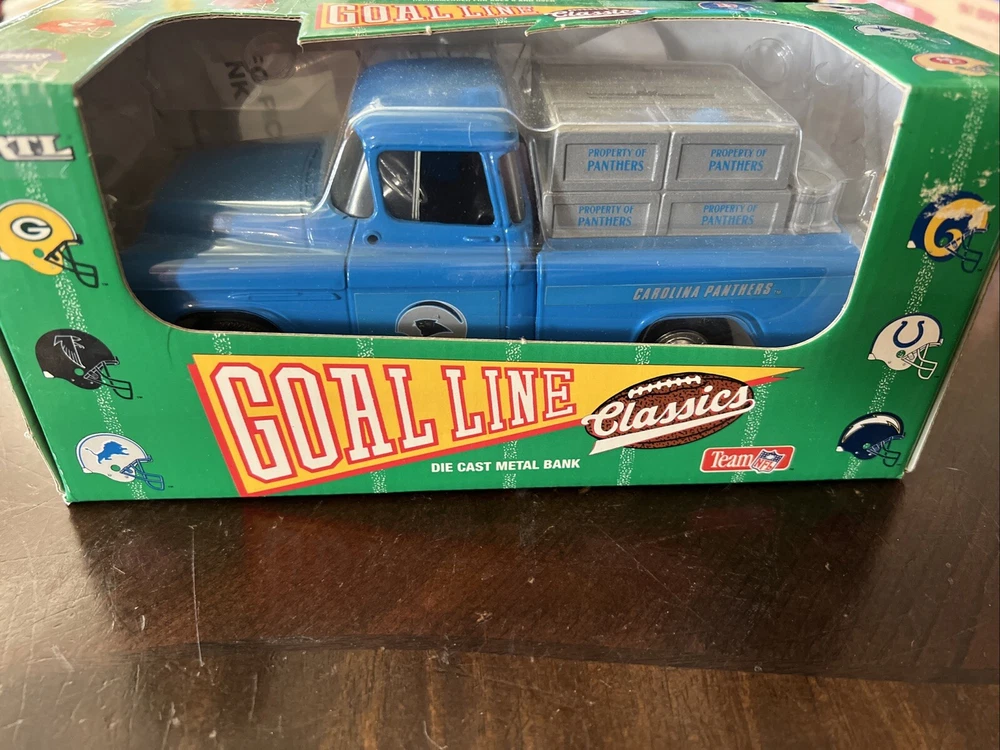 GOAL LINE
Classics
PROPERTY OF
PANTHERS
PROPERTY OF
PANTHERS
PROPERTY OF
PANTHERS
PROPERTY OF
PANTHERS
CAROLINA PANTHERS
ATL
G
GOAL LINE
Classics
DIE CAST METAL BANK
Team NFL